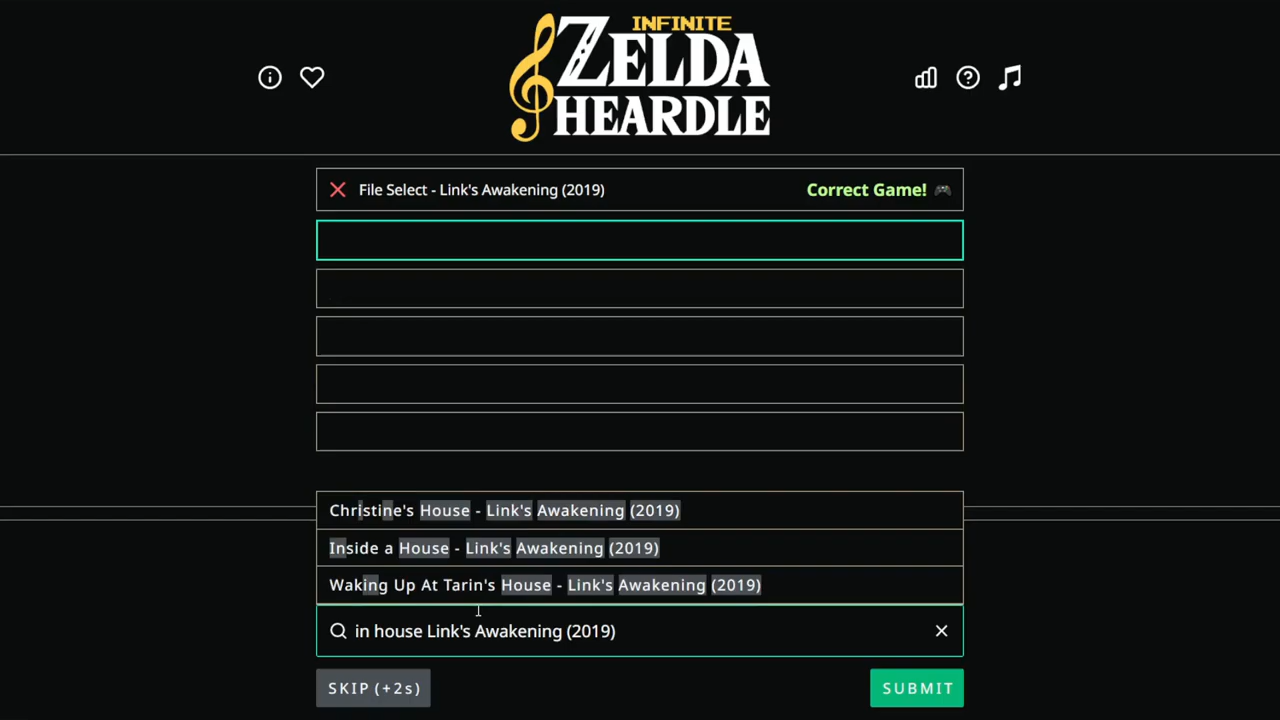 INFINITE
ZELDA
HEARDLE
File Select - Link's Awakening (2019) Correct Game!
Christine's House - Link's Awakening (2019)
Inside a House - Link's Awakening (2019)
Waking Up At Tarin's House - Link's Awakening (2019)
in house Link's Awakening (2019)
SKIP (+2s) SUBMIT